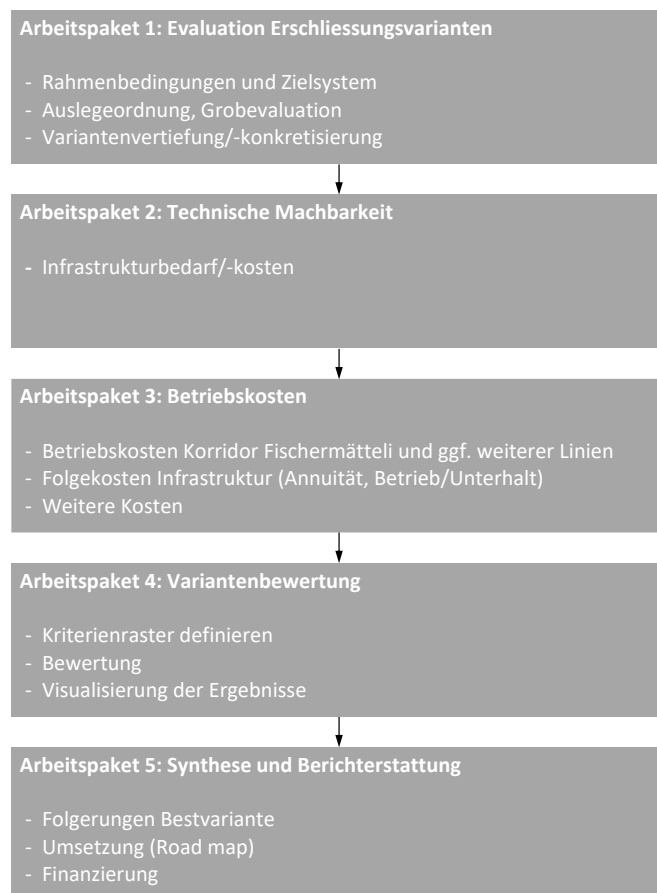 Arbeitspaket 1: Evaluation Erschliessungsvarianten
- Rahmenbedingungen und Zielsystem
- Auslegeordnung, Grobevaluation
- Variantenvertiefung/-konkretisierung
Arbeitspaket 2: Technische Machbarkeit
- Infrastrukturbedarf/-kosten
Arbeitspaket 3: Betriebskosten
- Betriebskosten Korridor Fischermätteli und ggf. weiterer Linien
- Folgekosten Infrastruktur (Annuität, Betrieb/Unterhalt)
- Weitere Kosten
Arbeitspaket 4: Variantenbewertung
- Kriterienraster definieren
- Bewertung
- Visualisierung der Ergebnisse
Arbeitspaket 5: Synthese und Berichterstattung
- Folgerungen Bestvariante
- Umsetzung (Road map)
- Finanzierung